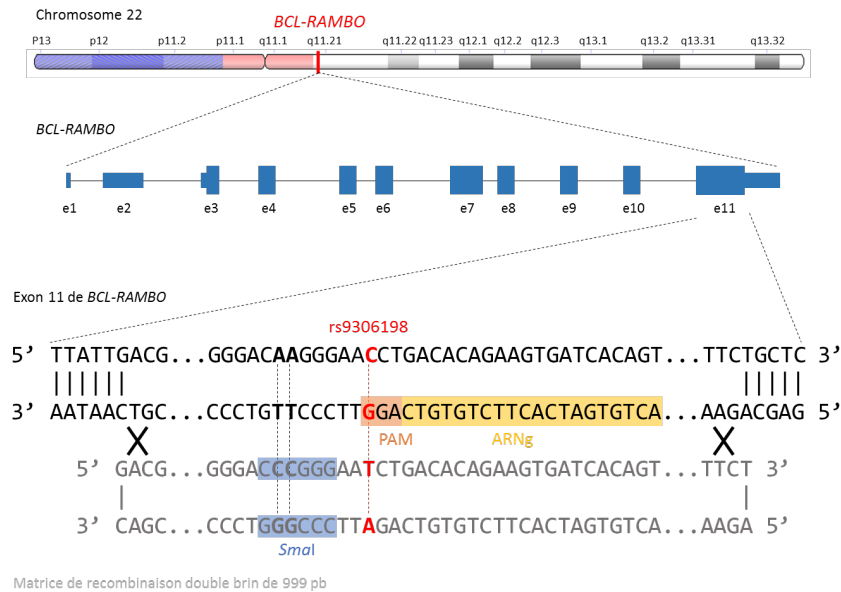 Chromosome 22
BCL-RAMBO
P13 p12 p11.2 p11.1 q11.1 q11.21 q11.22 q11.23 q12.1 q12.2 q12.3 q13.1 q13.2 q13.31 q13.32
BCL-RAMBO
e1 e2 e3 e4 e5 e6 e7 e8 e9 e10 e11
Exon 11 de BCL-RAMBO
rs9306198
5’ TTATTGACG...GGGACAAGGGAACCTGACACAGAAGTGATCACAGT...TTCTGCTC 3’
3’ AATAACTGC...CCCTGTTCCCTTGGACTGTGTCTTCACTAGTGTCA...AAGACGAG 5’
PAM ARNg
5’ GACG...GGGACCCGGGAATCTGACACAGAAGTGATCACAGT...TTCT 3’
3’ CAGC...CCCTGGGCCCTTAGACTGTGTCTTCACTAGTGTCA...AAGA 5’
SmaI
Matrice de recombinaison double brin de 999 pb